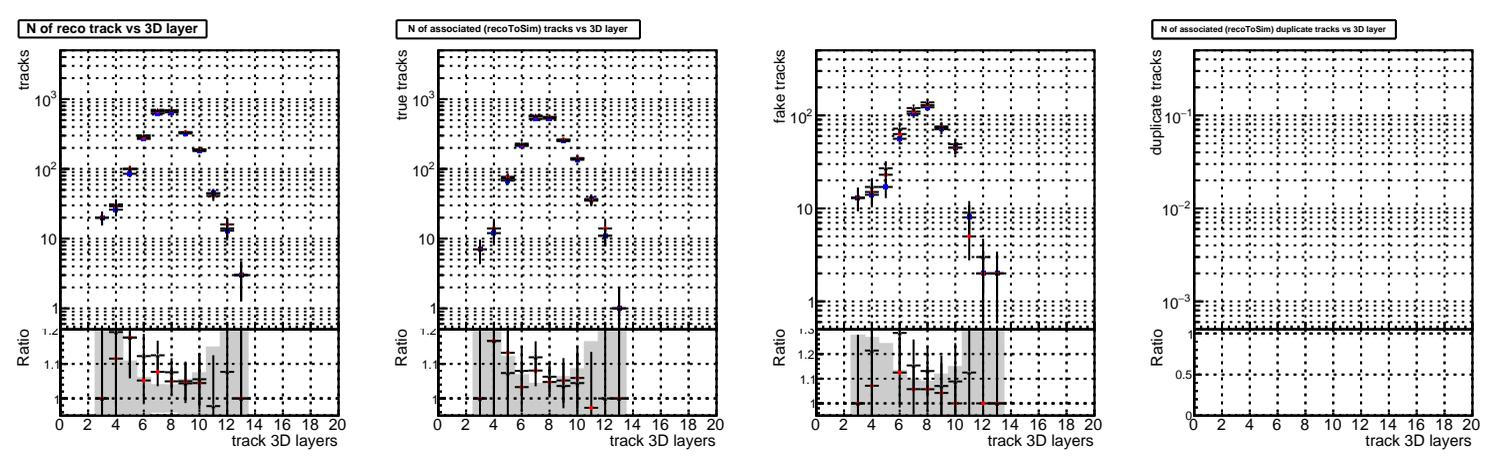 N of reco track vs 3D layer
tracks
10³
10²
10
1
Ratio
1.2
1.1
1
0 2 4 6 8 10 12 14 16 18 20
track 3D layers
N of associated (recoToSim) tracks vs 3D layer
true tracks
10³
10²
10
1
Ratio
1.2
1.1
1
0 2 4 6 8 10 12 14 16 18 20
track 3D layers
fake tracks
10²
10
1
Ratio
1.3
1.2
1.1
1
0 2 4 6 8 10 12 14 16 18 20
track 3D layers
N of associated (recoToSim) duplicate tracks vs 3D layer
duplicate tracks
10⁻¹
10⁻²
10⁻³
Ratio
1
0.5
0
0 2 4 6 8 10 12 14 16 18 20
track 3D layers